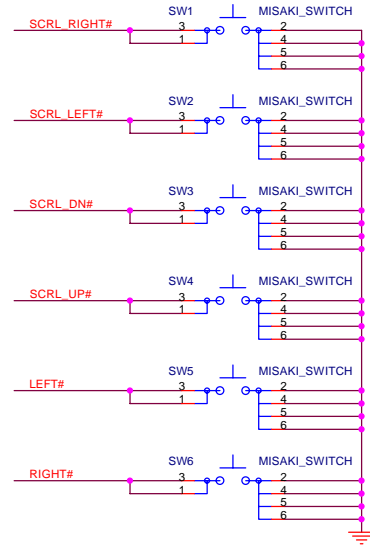 SW1 MISAKI_SWITCH
SCRL_RIGHT# 3 2
1 4
5
6
SW2 MISAKI_SWITCH
SCRL_LEFT# 3 2
1 4
5
6
SW3 MISAKI_SWITCH
SCRL_DN# 3 2
1 4
5
6
SW4 MISAKI_SWITCH
SCRL_UP# 3 2
1 4
5
6
SW5 MISAKI_SWITCH
LEFT# 3 2
1 4
5
6
SW6 MISAKI_SWITCH
RIGHT# 3 2
1 4
5
6